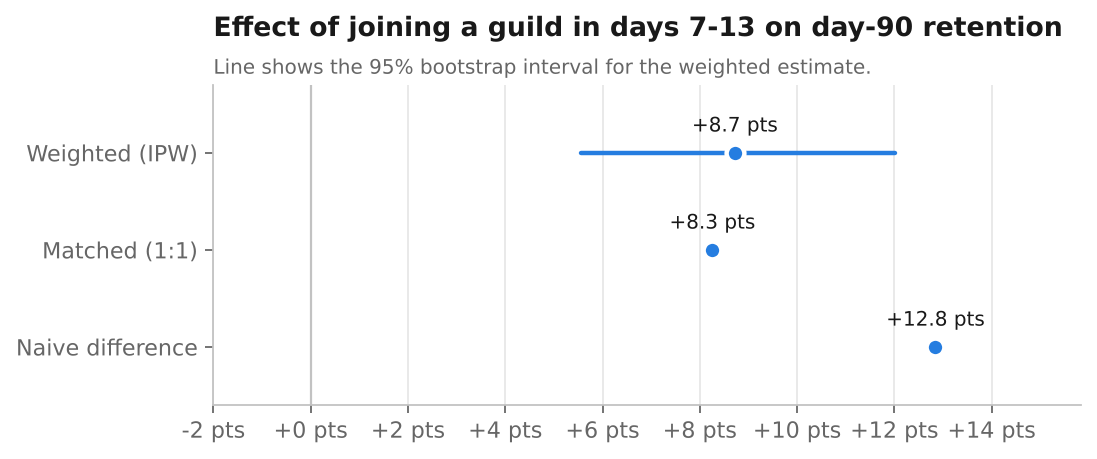 Effect of joining a guild in days 7-13 on day-90 retention
Line shows the 95% bootstrap interval for the weighted estimate.
Weighted (IPW)
+8.7 pts
Matched (1:1)
+8.3 pts
Naive difference
+12.8 pts
-2 pts +0 pts +2 pts +4 pts +6 pts +8 pts +10 pts +12 pts +14 pts